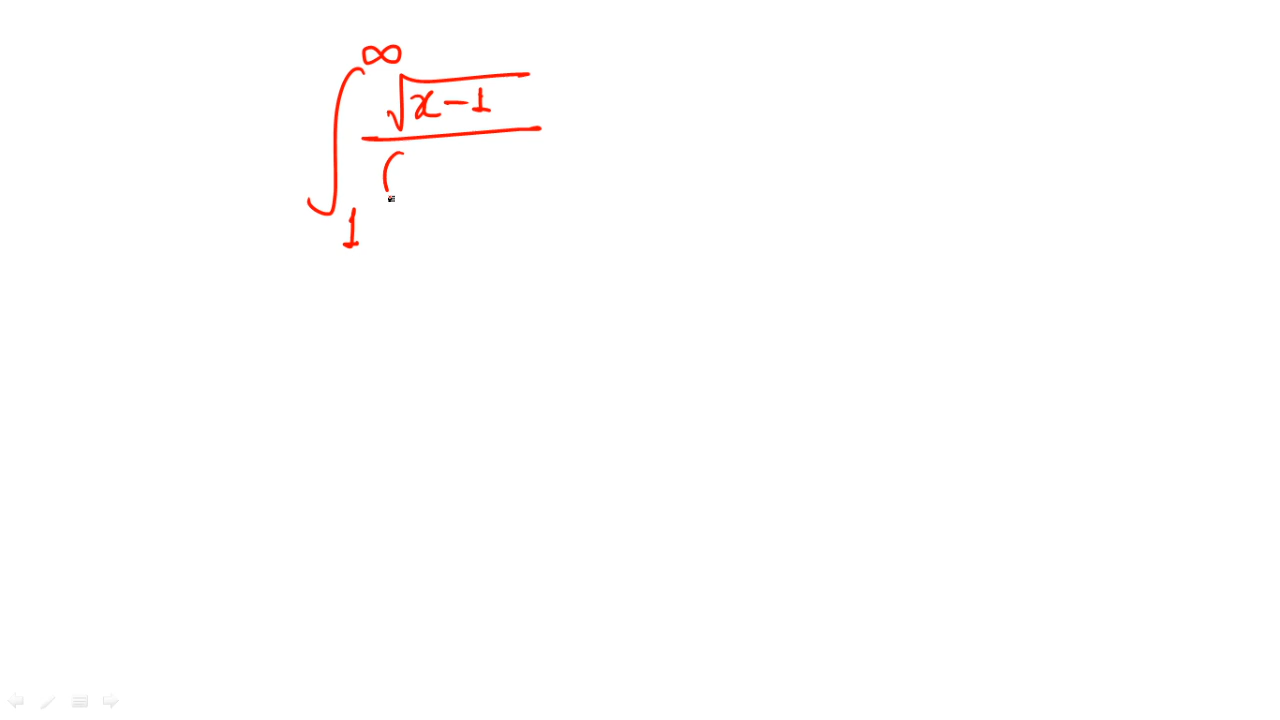 ∫₁^∞ √(x-1) / (